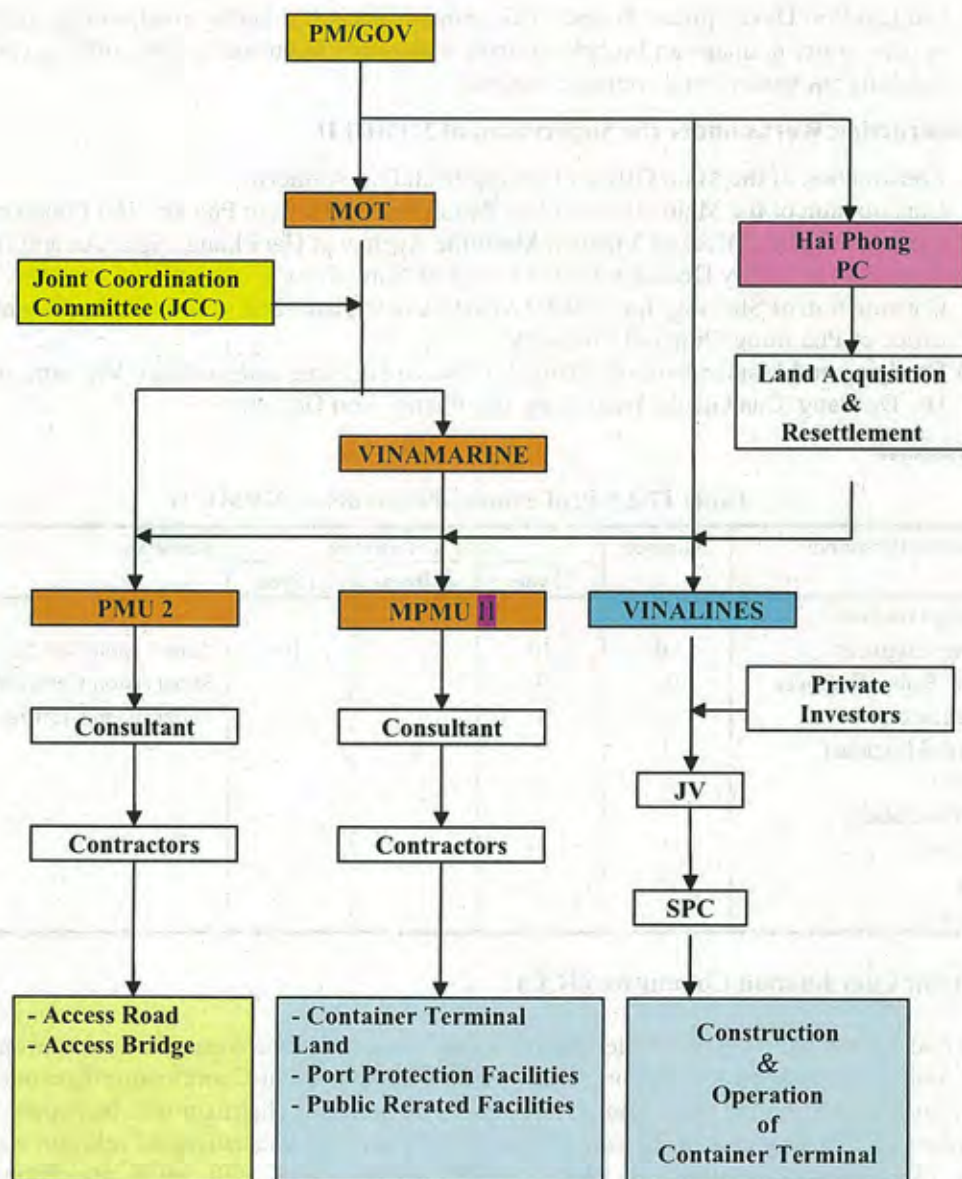 PM/GOV
MOT
Joint Coordination
Committee (JCC)
Hai Phong
PC
Land Acquisition
&
Resettlement
VINAMARINE
PMU 2
MPMU II
VINALINES
Private
Investors
Consultant
Consultant
JV
Contractors
Contractors
SPC
- Access Road
- Access Bridge
- Container Terminal
Land
- Port Protection Facilities
- Public Rerated Facilities
Construction
&
Operation
of
Container Terminal